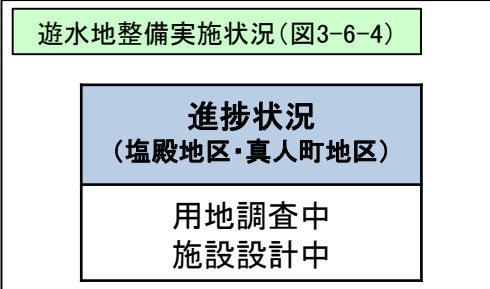 遊水地整備実施状況(図3-6-4)
進捗状況
(塩殿地区・真人町地区)
用地調査中
施設設計中